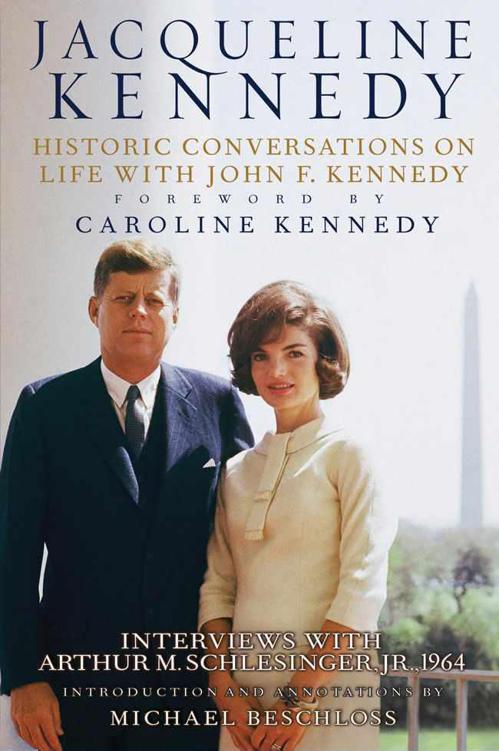 JACQUELINE
KENNEDY
HISTORIC CONVERSATIONS ON
LIFE WITH JOHN F. KENNEDY
FOREWORD BY
CAROLINE KENNEDY
INTERVIEWS WITH
ARTHUR M. SCHLESINGER, JR., 1964
INTRODUCTION AND ANNOTATIONS BY
MICHAEL BESCHLOSS